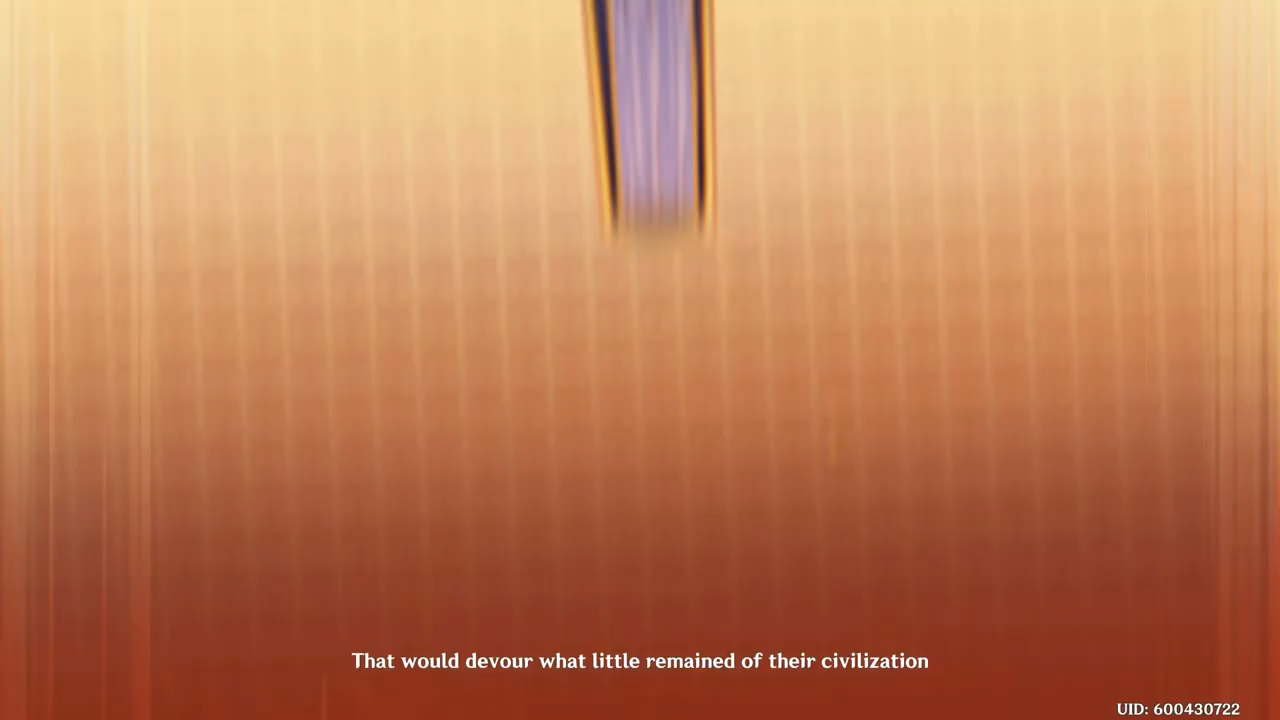 That would devour what little remained of their civilization
UID: 600430722